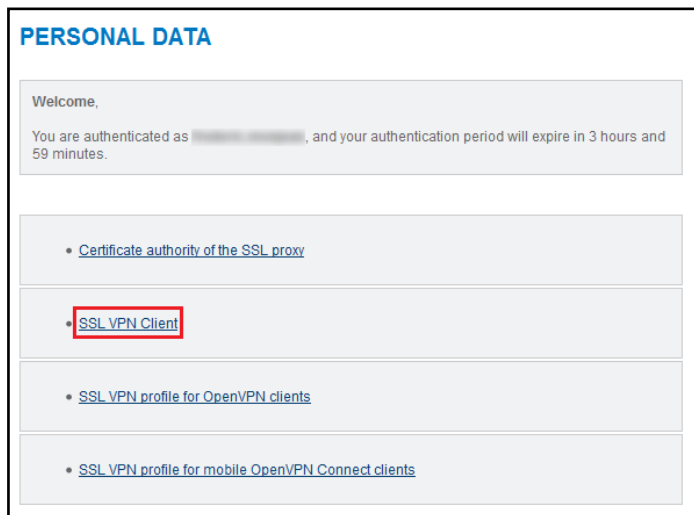 PERSONAL DATA
Welcome,
You are authenticated as , and your authentication period will expire in 3 hours and
59 minutes.
• Certificate authority of the SSL proxy
• SSL VPN Client
• SSL VPN profile for OpenVPN clients
• SSL VPN profile for mobile OpenVPN Connect clients